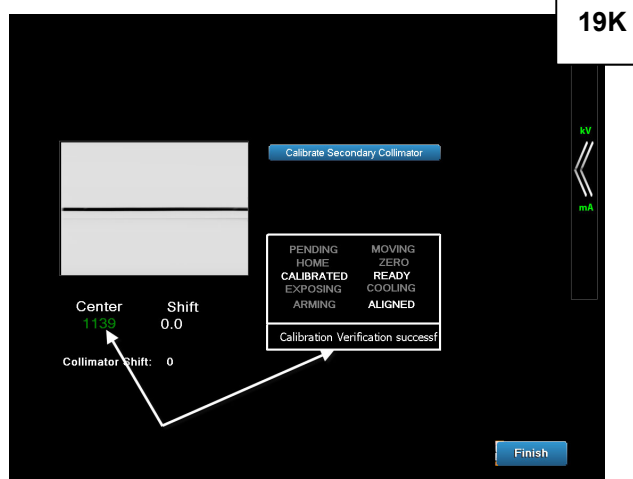 19K
kV
mA
Calibrate Secondary Collimator
PENDING MOVING
HOME ZERO
CALIBRATED READY
EXPOSING COOLING
ARMING ALIGNED
Calibration Verification successf
Center Shift
1139 0.0
Collimator Shift: 0
Finish